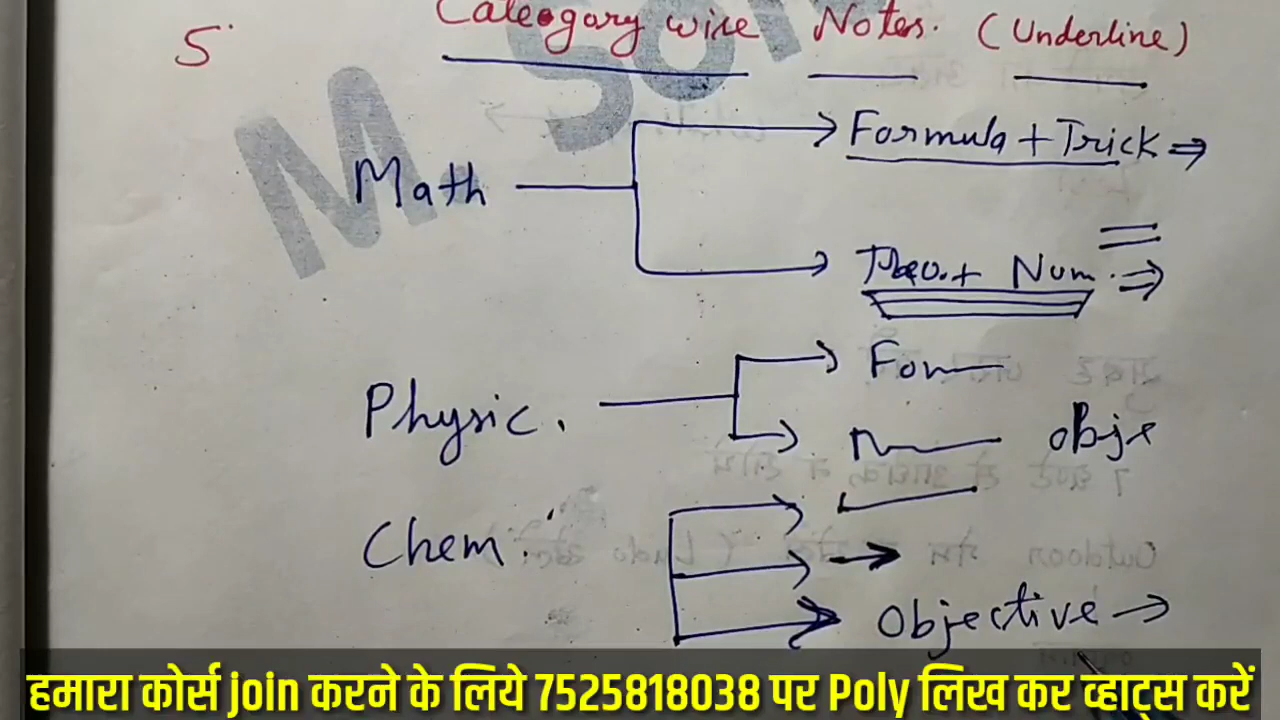 5. Categary wise Notes. (Underline)
M. Son
Math
Formula + Trick ⇒
Theo. + Num. ⇒
Physic.
For
n obje
Chem.
Objective →
हमारा कोर्स join करने के लिये 7525818038 पर Poly लिख कर व्हाट्स करें